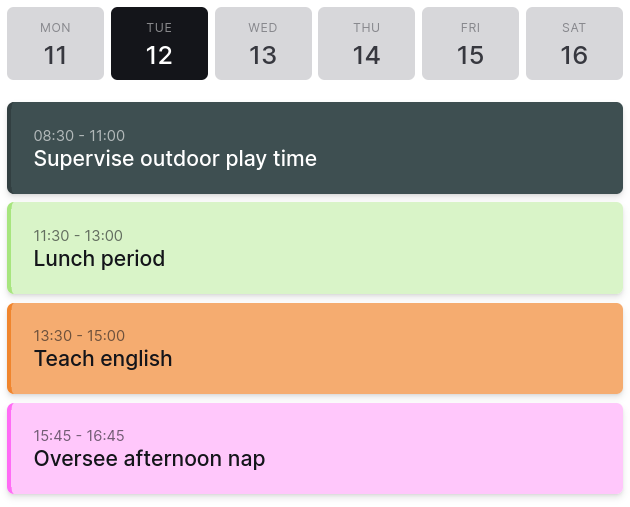 MON TUE WED THU FRI SAT
11 12 13 14 15 16
08:30 - 11:00
Supervise outdoor play time
11:30 - 13:00
Lunch period
13:30 - 15:00
Teach english
15:45 - 16:45
Oversee afternoon nap